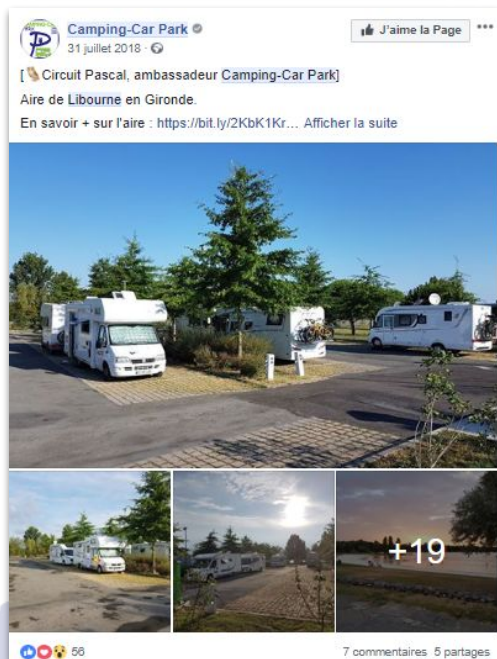 Camping-Car Park
31 juillet 2018 ·
J'aime la Page
[ Circuit Pascal, ambassadeur Camping-Car Park]
Aire de Libourne en Gironde.
En savoir + sur l'aire : https://bit.ly/2KbK1Kr… Afficher la suite
+19
56
7 commentaires 5 partages